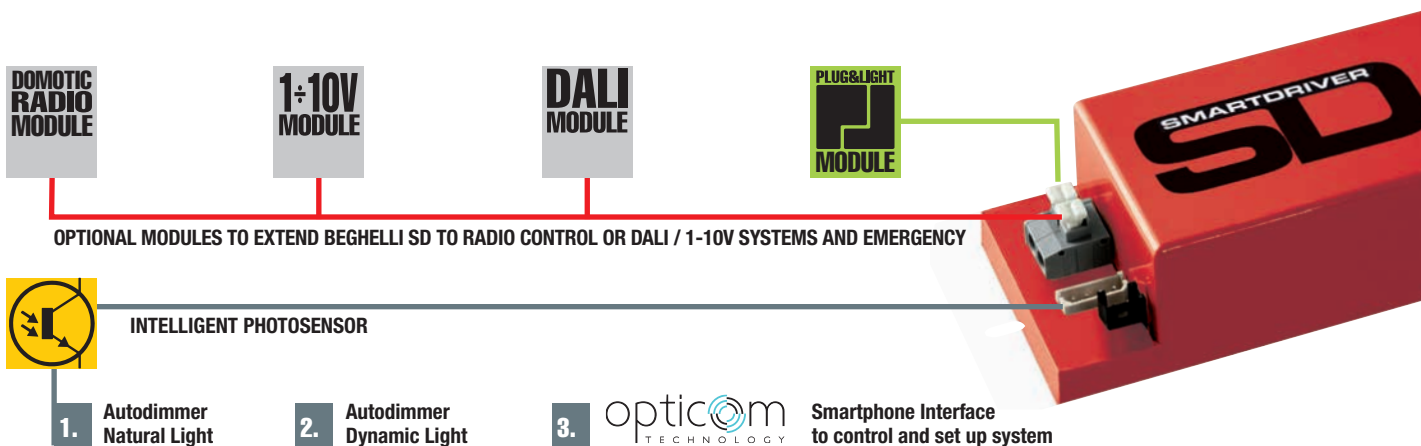 DOMOTIC
RADIO
MODULE
1÷10V
MODULE
DALI
MODULE
PLUG&LIGHT
MODULE
SMARTDRIVER
SD
OPTIONAL MODULES TO EXTEND BEGHELLI SD TO RADIO CONTROL OR DALI / 1-10V SYSTEMS AND EMERGENCY
INTELLIGENT PHOTOSENSOR
1.
Autodimmer
Natural Light
2.
Autodimmer
Dynamic Light
3.
opticom
TECHNOLOGY
Smartphone Interface
to control and set up system